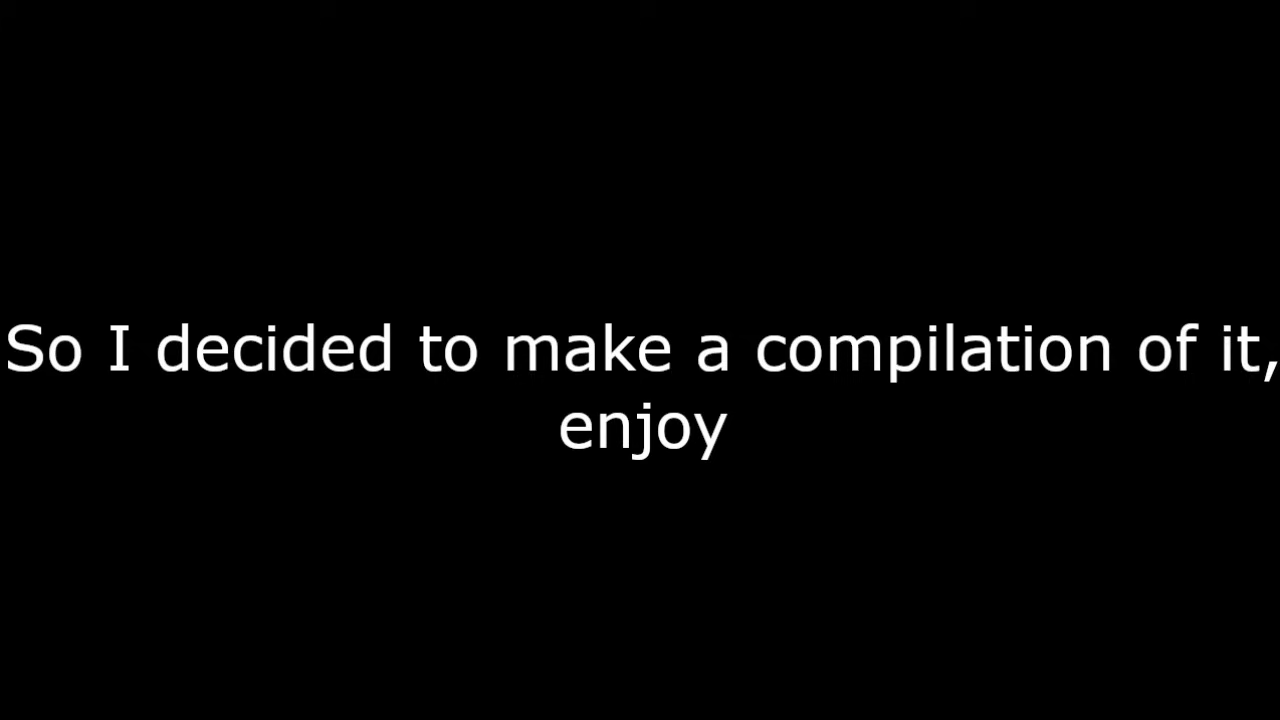 So I decided to make a compilation of it,
enjoy